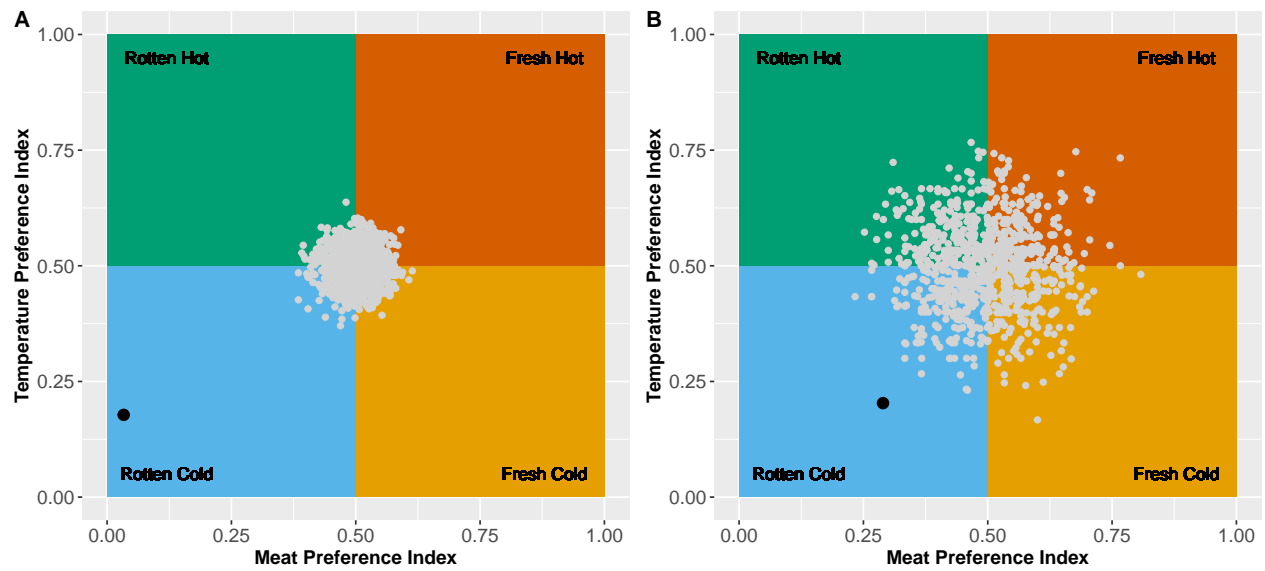 A
1.00
0.75
0.50
0.25
0.00
Temperature Preference Index
Rotten Hot
Fresh Hot
Rotten Cold
Fresh Cold
0.00
0.25
0.50
0.75
1.00
Meat Preference Index
B
1.00
0.75
0.50
0.25
0.00
Temperature Preference Index
Rotten Hot
Fresh Hot
Rotten Cold
Fresh Cold
0.00
0.25
0.50
0.75
1.00
Meat Preference Index